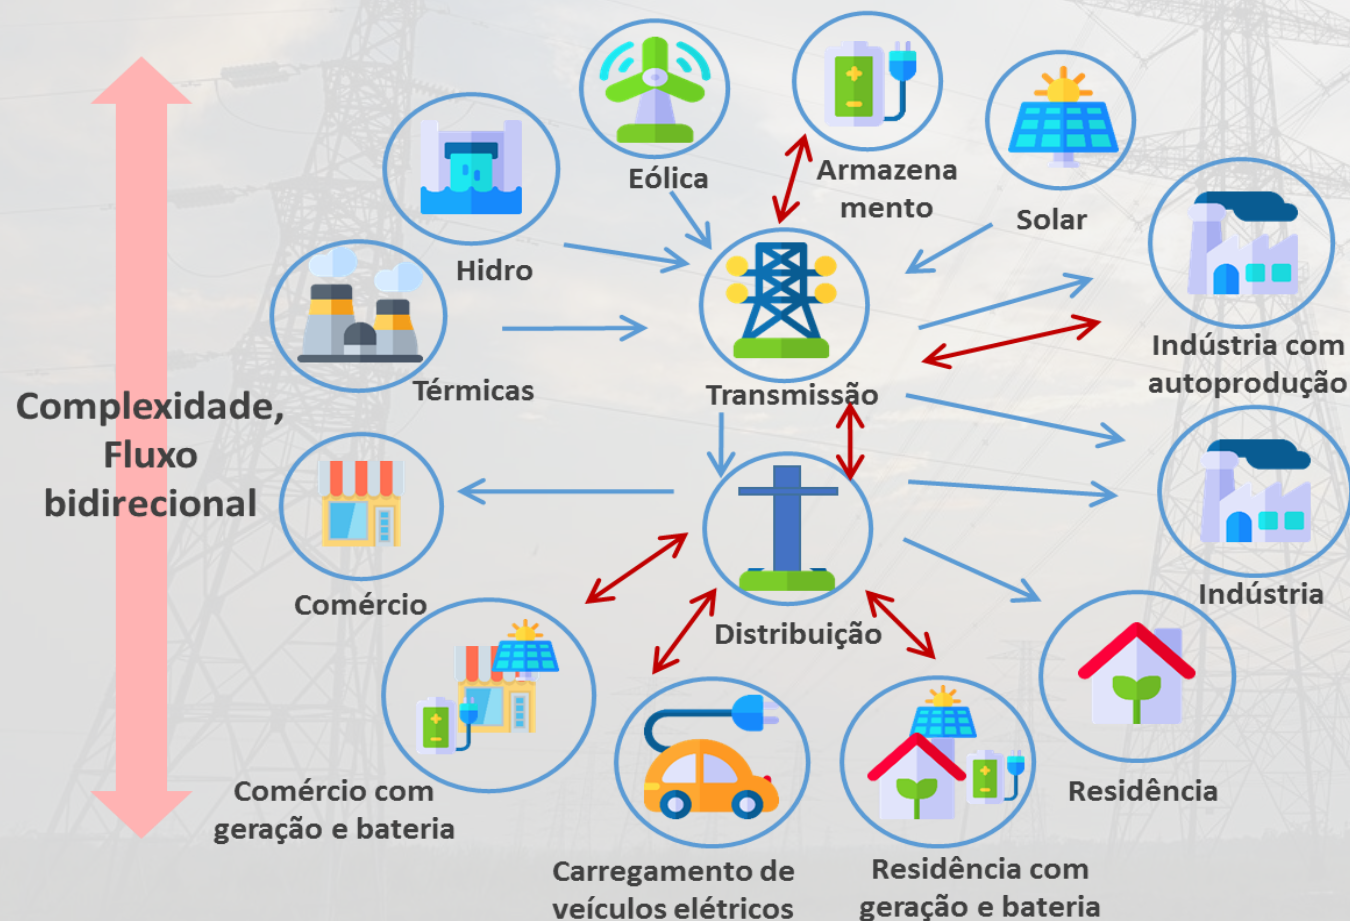 Eólica
Armazena
mento
Solar
Hidro
Indústria com
autoprodução
Térmicas
Transmissão
Complexidade,
Fluxo
bidirecional
Comércio
Distribuição
Indústria
Comércio com
geração e bateria
Residência
Carregamento de
veículos elétricos
Residência com
geração e bateria